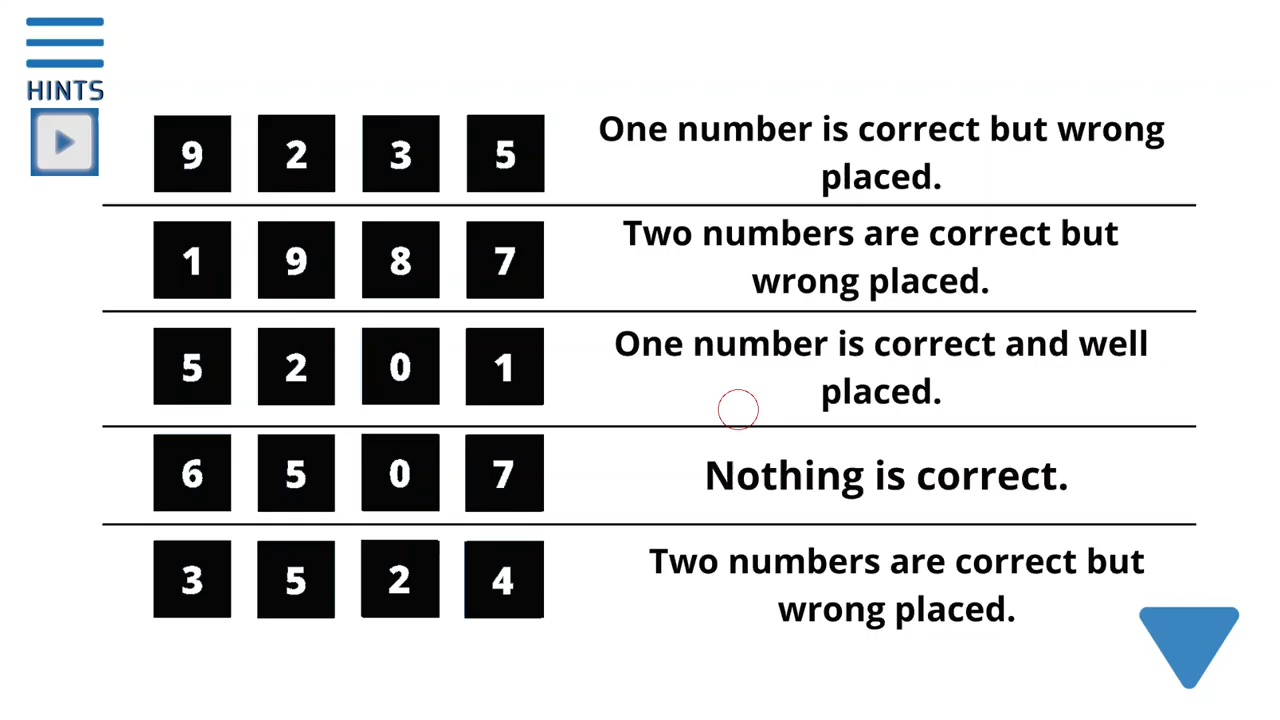 HINTS
9 2 3 5 One number is correct but wrong
placed.
1 9 8 7 Two numbers are correct but
wrong placed.
5 2 0 1 One number is correct and well
placed.
6 5 0 7 Nothing is correct.
3 5 2 4 Two numbers are correct but
wrong placed.